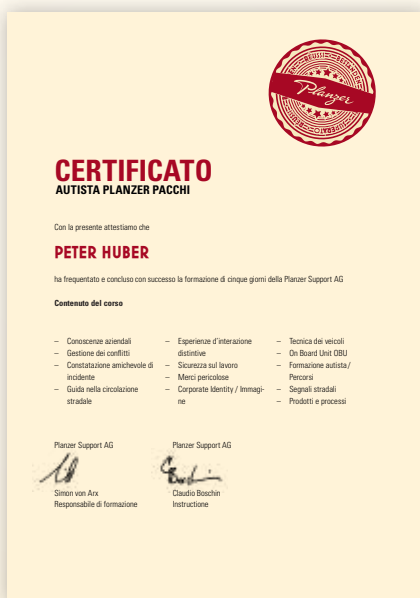 REUSSI
BESTANDEN
Planzer
SUPERATO
CERTIFICATO
AUTISTA PLANZER PACCHI
Con la presente attestiamo che
PETER HUBER
ha frequentato e concluso con successo la formazione di cinque giorni della Planzer Support AG
Contenuto del corso
– Conoscenze aziendali
– Gestione dei conflitti
– Constatazione amichevole di
incidente
– Guida nella circolazione
stradale
– Esperienze d'interazione
distintive
– Sicurezza sul lavoro
– Merci pericolose
– Corporate Identity / Immagi-
ne
– Tecnica dei veicoli
– On Board Unit OBU
– Formazione autista /
Percorsi
– Segnali stradali
– Prodotti e processi
Planzer Support AG
Simon von Arx
Responsabile di formazione
Planzer Support AG
Claudio Boschin
Instructione